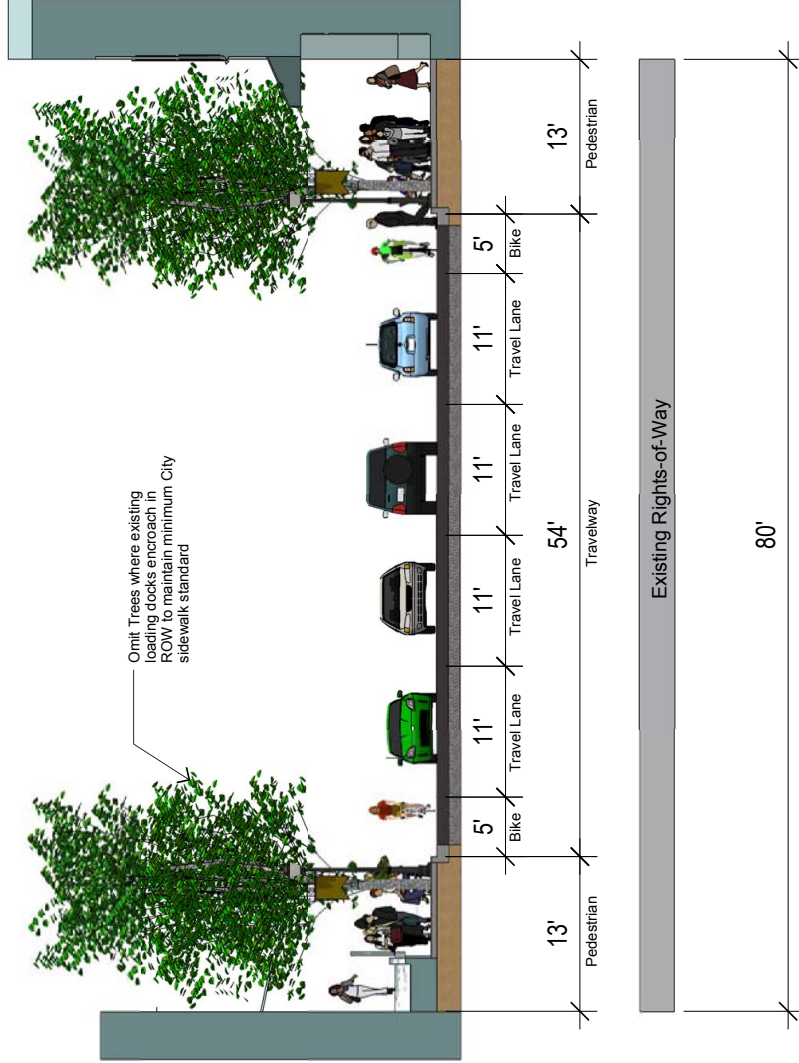 Omit Trees where existing
loading docks encroach in
ROW to maintain minimum City
sidewalk standard
13'
5'
11'
11'
11'
11'
5'
13'
Pedestrian
Bike
Travel Lane
Travel Lane
Travel Lane
Travel Lane
Bike
Pedestrian
54'
Travelway
Existing Rights-of-Way
80'